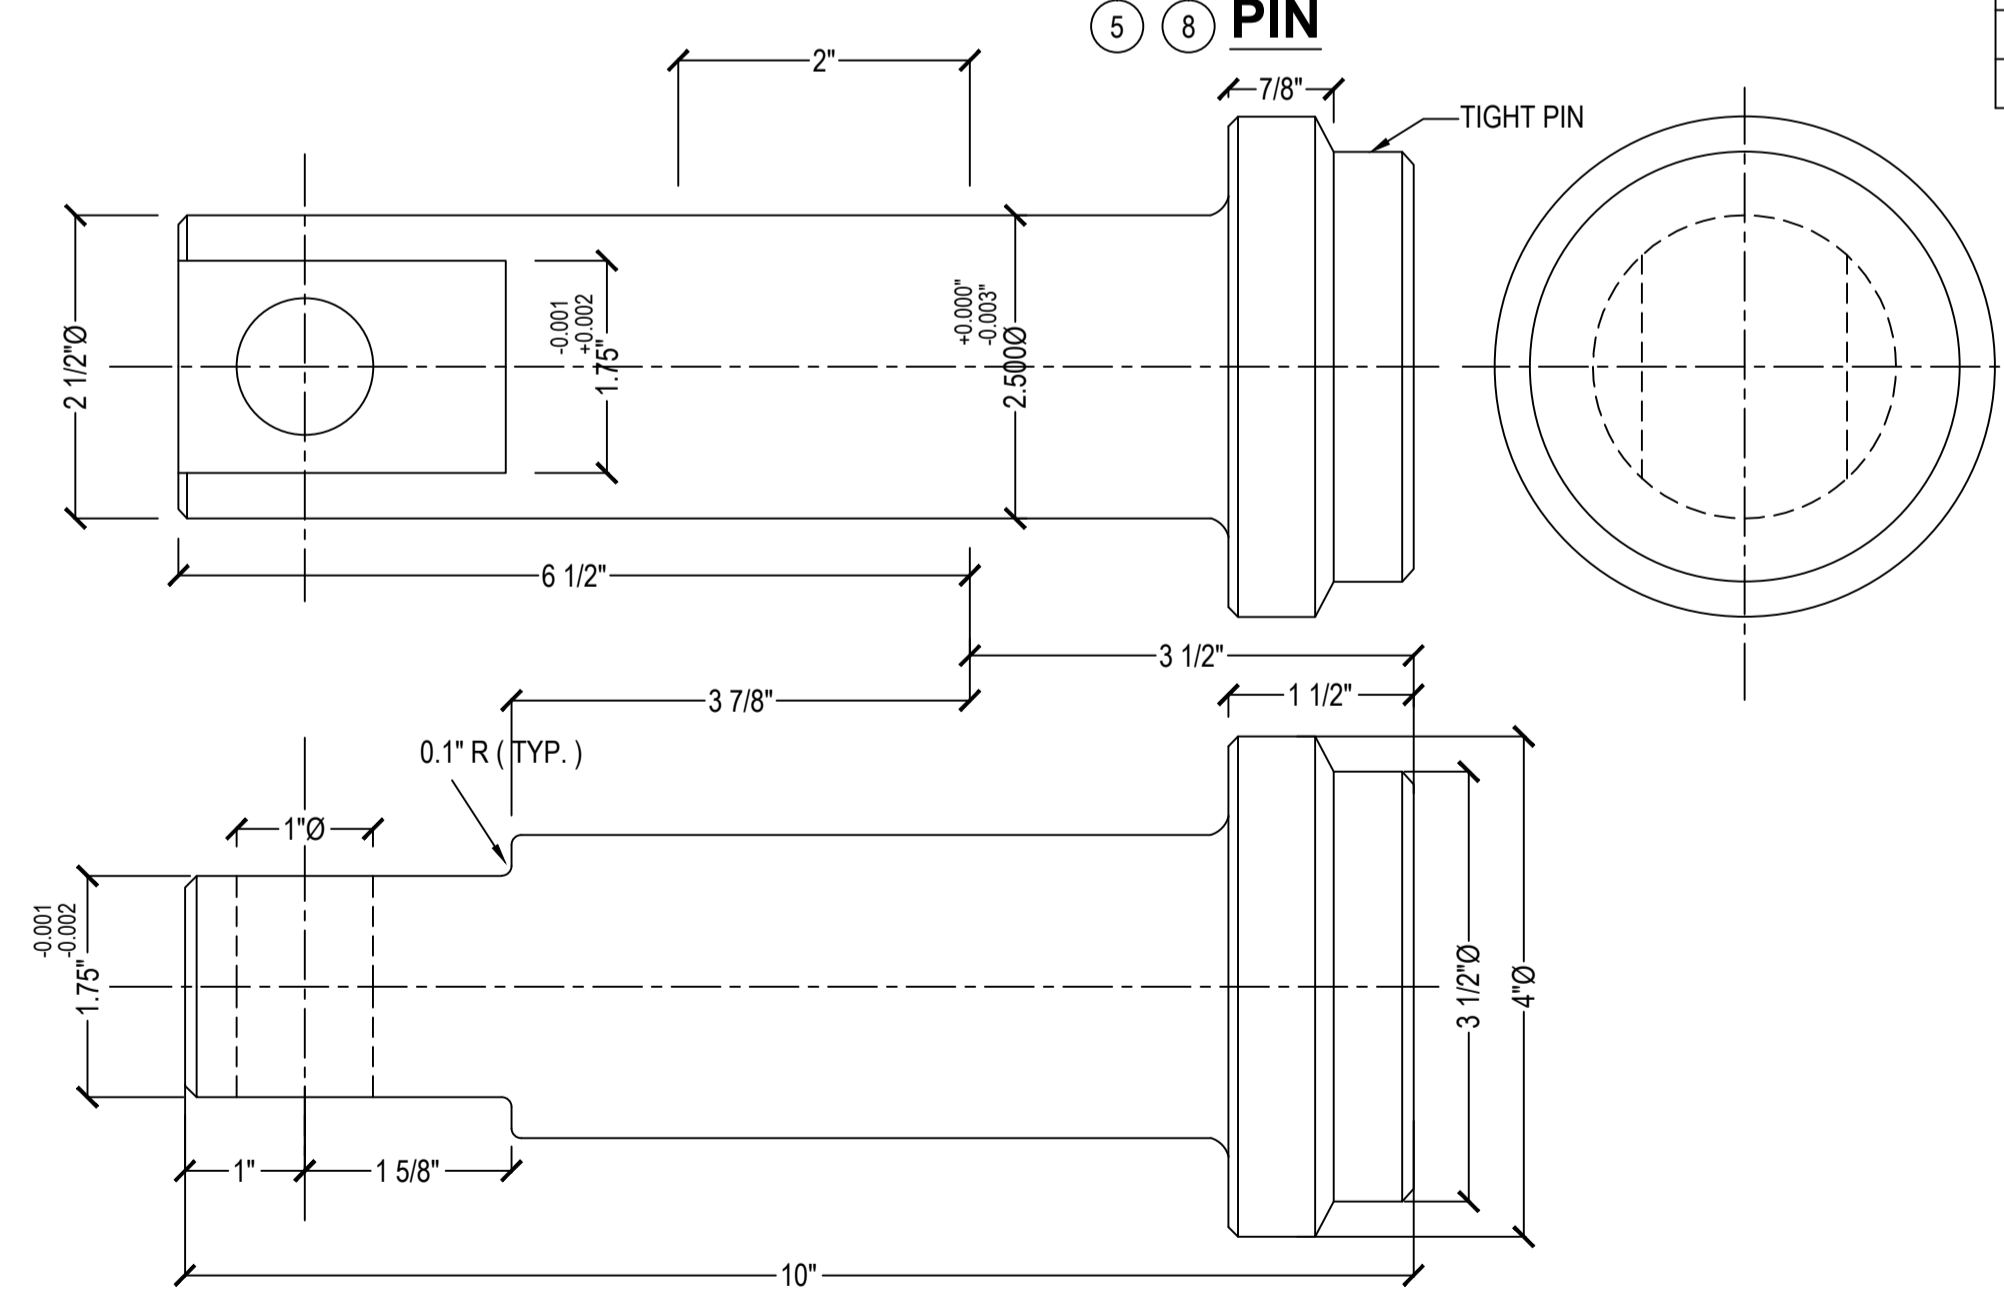 5 8 PIN
2"
7/8"
TIGHT PIN
2 1/2"Ø
-0.001
+0.002
1.75"
+0.000"
-0.003"
2.500Ø
6 1/2"
3 1/2"
3 7/8"
1 1/2"
0.1" R ( TYP. )
1"Ø
-0.001
-0.002
1.75"
3 1/2"Ø
4"Ø
1"
1 5/8"
10"